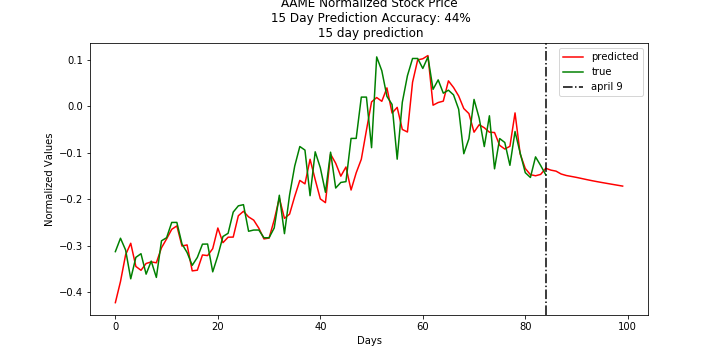 AAME Normalized Stock Price
15 Day Prediction Accuracy: 44%
15 day prediction
predicted
true
april 9
0.1
0.0
−0.1
−0.2
−0.3
−0.4
Normalized Values
0
20
40
60
80
100
Days